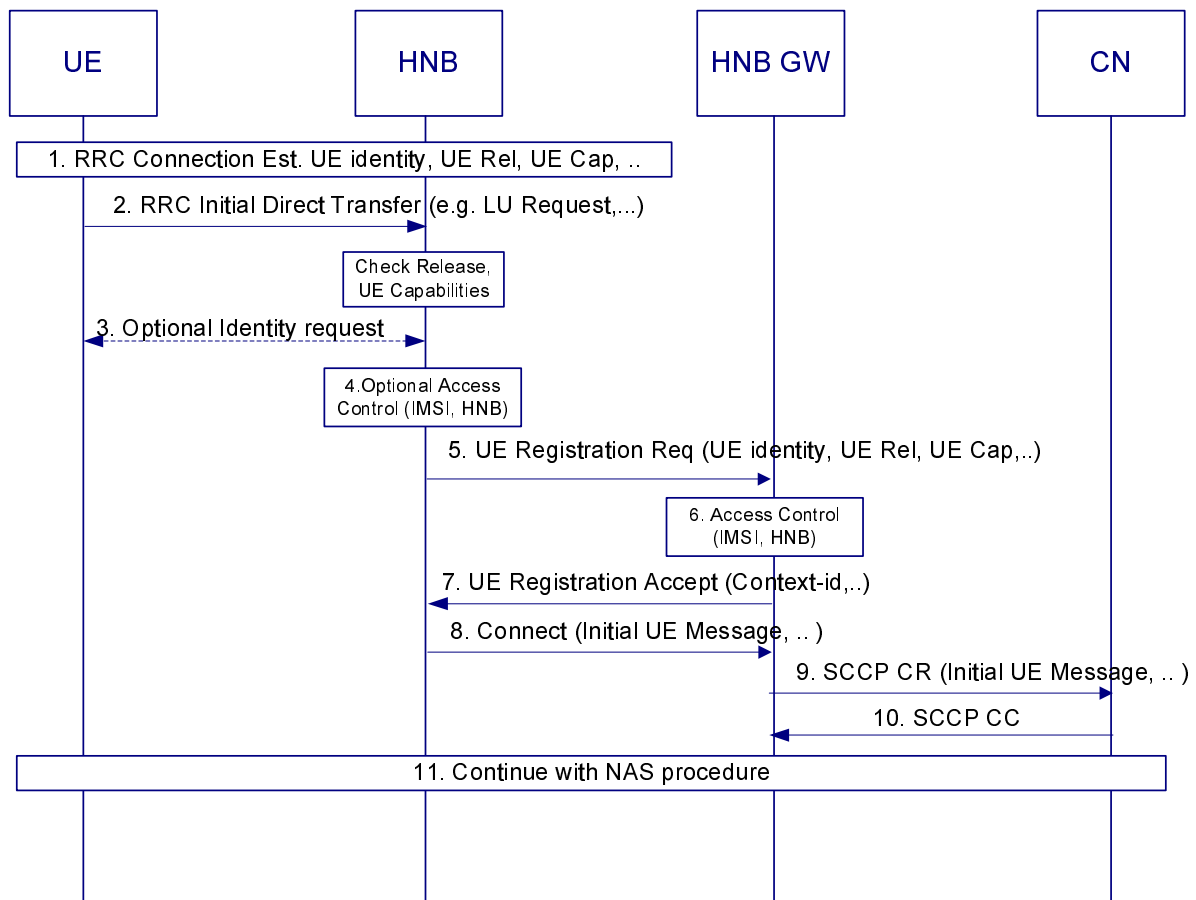 UE
HNB
HNB GW
CN
1. RRC Connection Est. UE identity, UE Rel, UE Cap, ..
2. RRC Initial Direct Transfer (e.g. LU Request,...)
Check Release,
UE Capabilities
3. Optional Identity request
4.Optional Access
Control (IMSI, HNB)
5. UE Registration Req (UE identity, UE Rel, UE Cap,..)
6. Access Control
(IMSI, HNB)
7. UE Registration Accept (Context-id,..)
8. Connect (Initial UE Message, .. )
9. SCCP CR (Initial UE Message, .. )
10. SCCP CC
11. Continue with NAS procedure